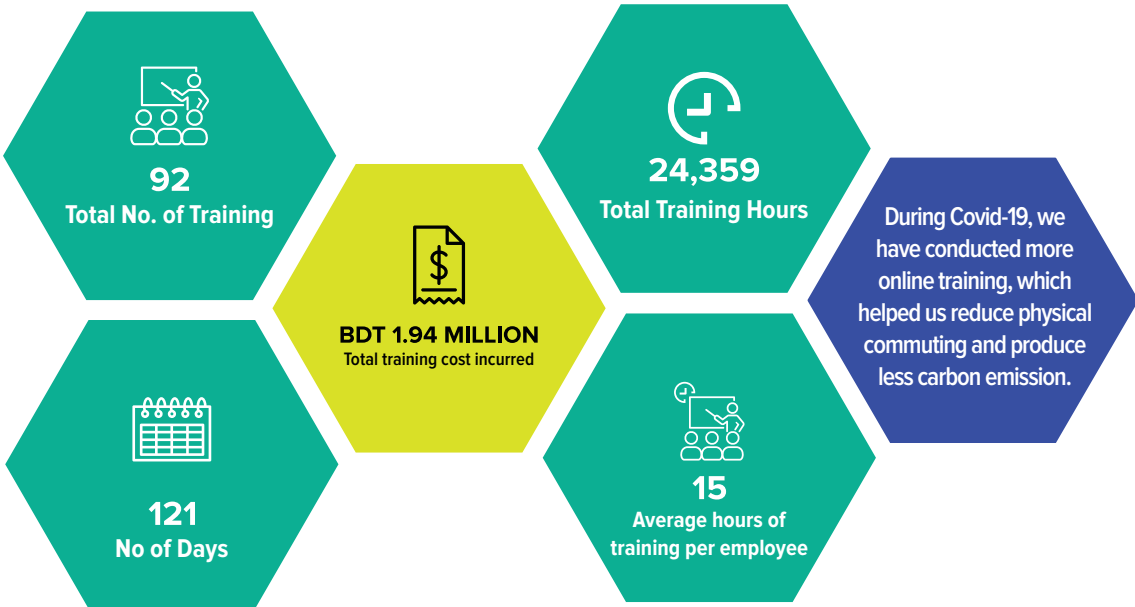 92
Total No. of Training
121
No of Days
BDT 1.94 MILLION
Total training cost incurred
24,359
Total Training Hours
15
Average hours of
training per employee
During Covid-19, we
have conducted more
online training, which
helped us reduce physical
commuting and produce
less carbon emission.